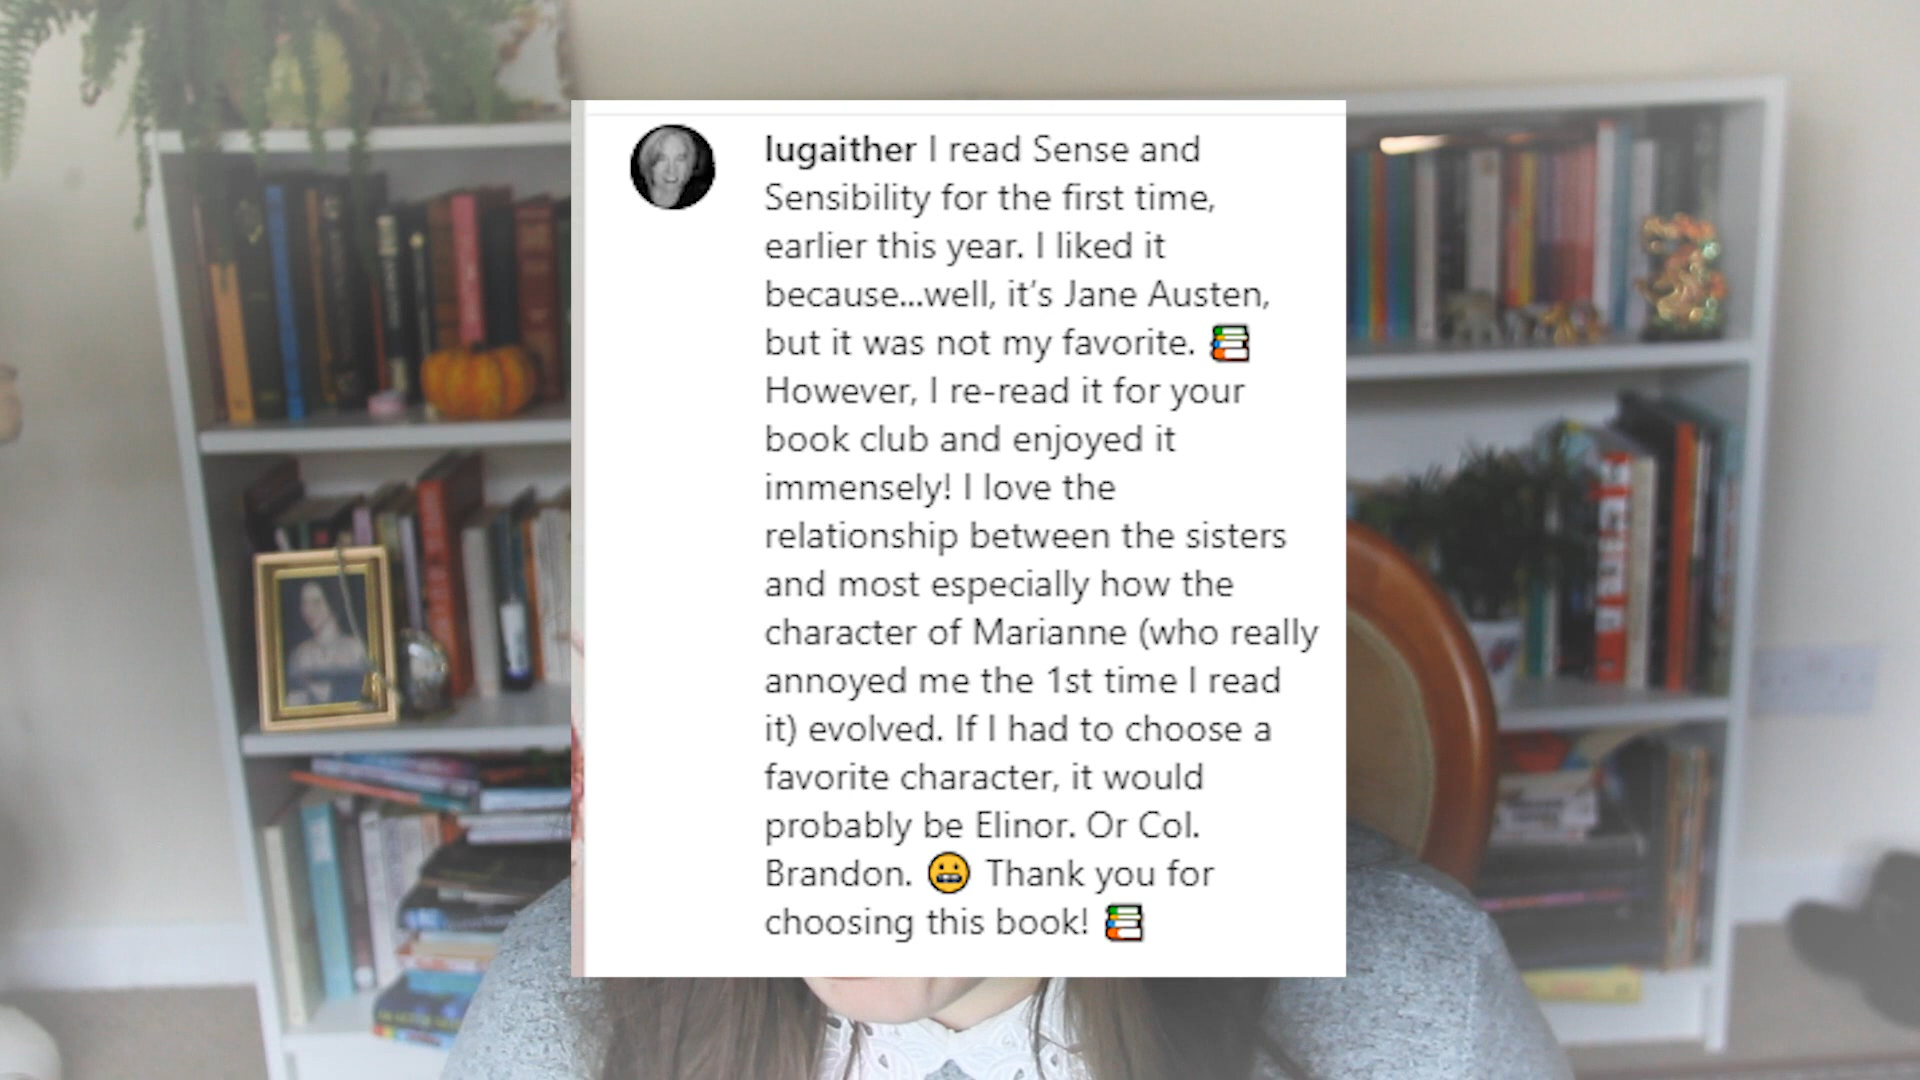 lugaither I read Sense and
Sensibility for the first time,
earlier this year. I liked it
because...well, it's Jane Austen,
but it was not my favorite. 📚
However, I re-read it for your
book club and enjoyed it
immensely! I love the
relationship between the sisters
and most especially how the
character of Marianne (who really
annoyed me the 1st time I read
it) evolved. If I had to choose a
favorite character, it would
probably be Elinor. Or Col.
Brandon. 😬 Thank you for
choosing this book! 📚